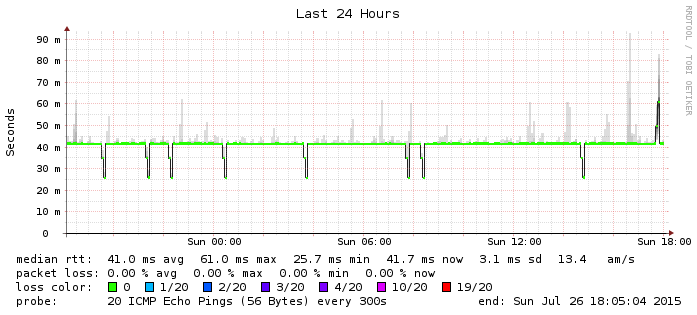 Last 24 Hours
RRDTOOL / TOBI OETIKER
Seconds
90 m
80 m
70 m
60 m
50 m
40 m
30 m
20 m
10 m
0
Sun 00:00 Sun 06:00 Sun 12:00 Sun 18:00
median rtt: 41.0 ms avg 61.0 ms max 25.7 ms min 41.7 ms now 3.1 ms sd 13.4 am/s
packet loss: 0.00 % avg 0.00 % max 0.00 % min 0.00 % now
loss color: 0 1/20 2/20 3/20 4/20 10/20 19/20
probe: 20 ICMP Echo Pings (56 Bytes) every 300s end: Sun Jul 26 18:05:04 2015